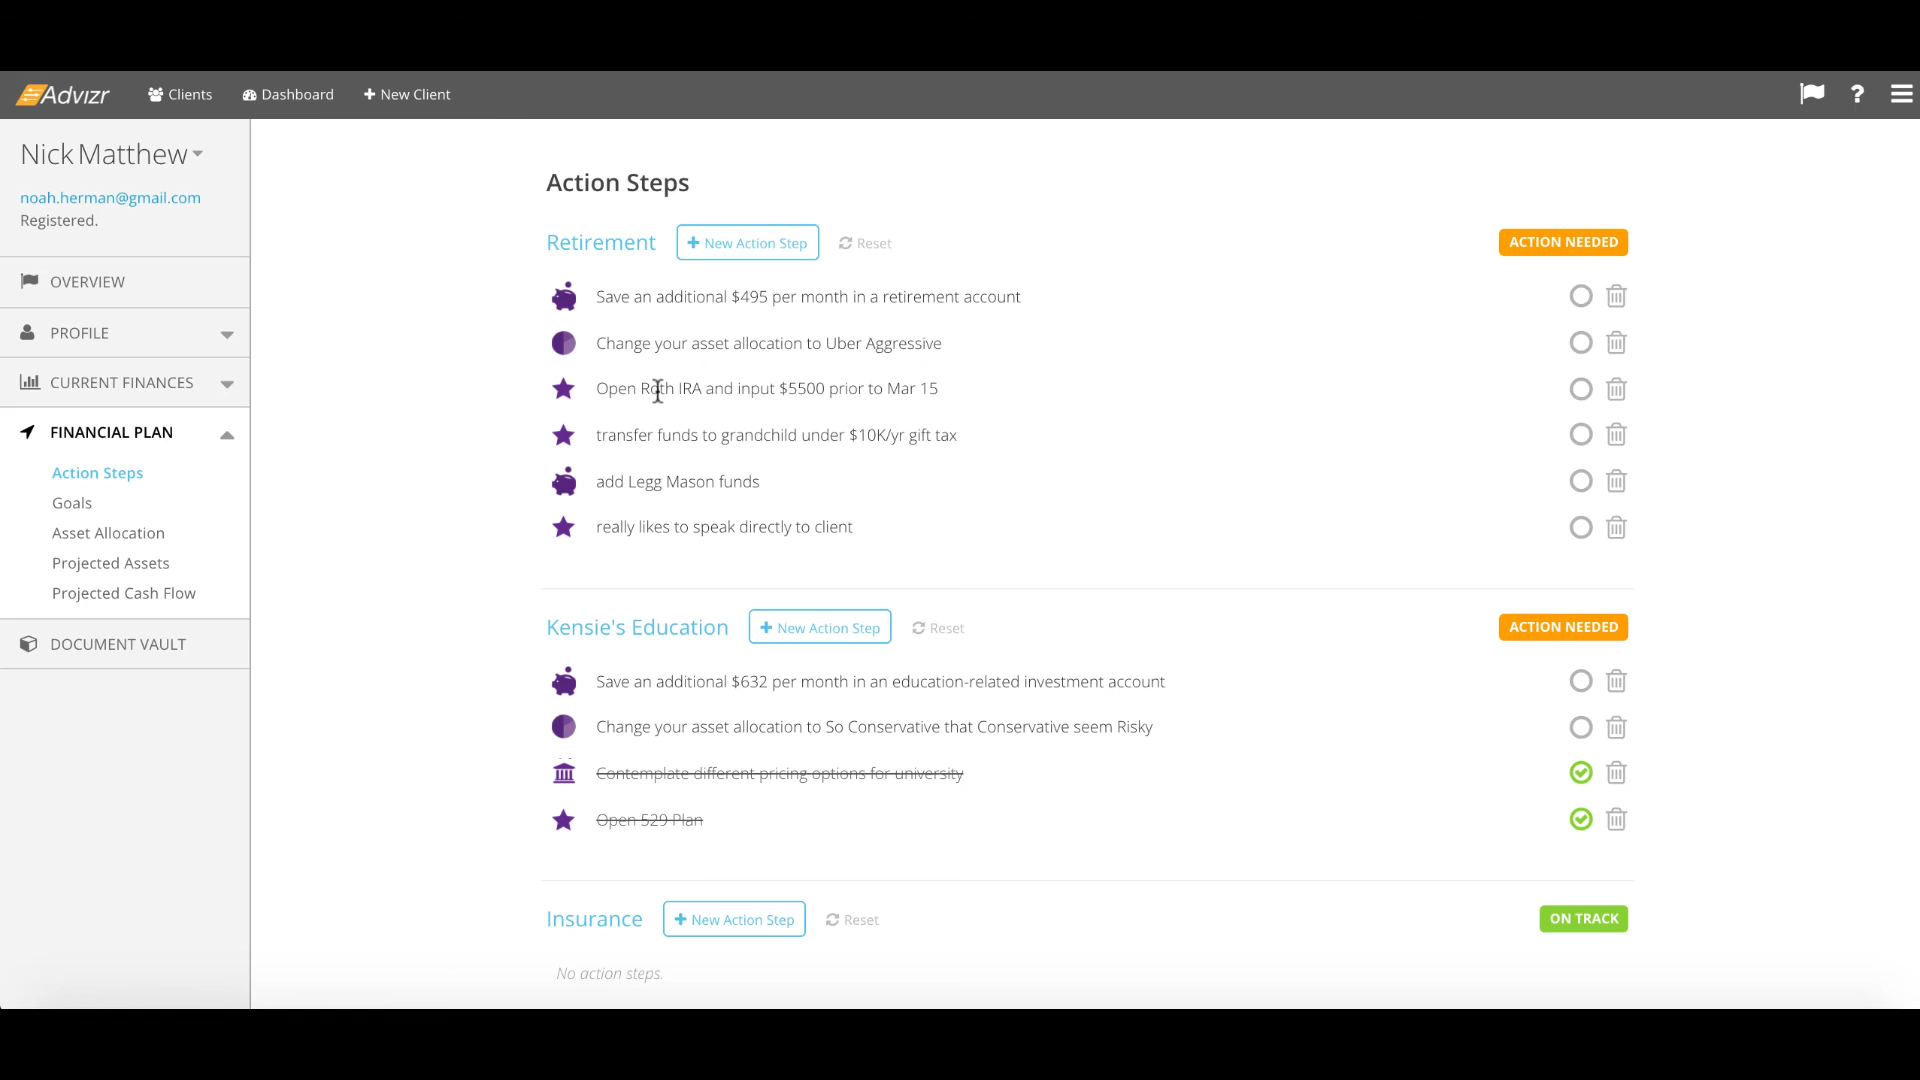 Advizr
Clients
Dashboard
+ New Client
?
Nick Matthew
noah.herman@gmail.com
Registered.
OVERVIEW
PROFILE
CURRENT FINANCES
FINANCIAL PLAN
Action Steps
Goals
Asset Allocation
Projected Assets
Projected Cash Flow
DOCUMENT VAULT
Action Steps
Retirement
+ New Action Step
Reset
ACTION NEEDED
Save an additional $495 per month in a retirement account
Change your asset allocation to Uber Aggressive
Open Roth IRA and input $5500 prior to Mar 15
transfer funds to grandchild under $10K/yr gift tax
add Legg Mason funds
really likes to speak directly to client
Kensie's Education
+ New Action Step
Reset
ACTION NEEDED
Save an additional $632 per month in an education-related investment account
Change your asset allocation to So Conservative that Conservative seem Risky
Contemplate different pricing options for university
Open 529 Plan
Insurance
+ New Action Step
Reset
ON TRACK
No action steps.